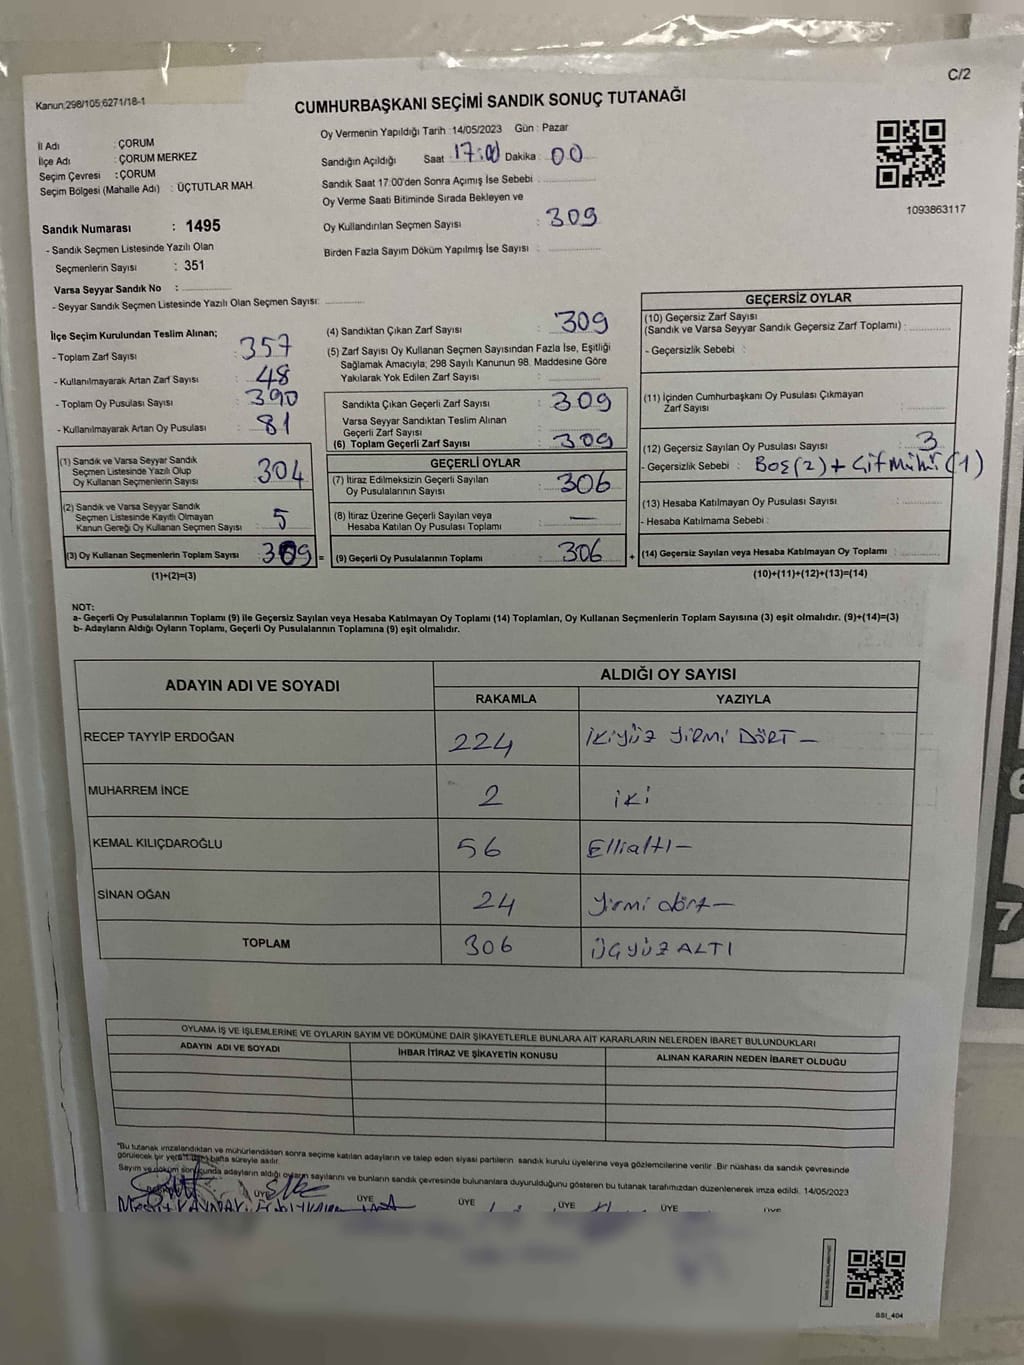 C/2
Kanun;298/105;6271/18-1
CUMHURBAŞKANI SEÇİMİ SANDIK SONUÇ TUTANAĞI
İl Adı : ÇORUM
İlçe Adı : ÇORUM MERKEZ
Seçim Çevresi : ÇORUM
Seçim Bölgesi (Mahalle Adı) : ÜÇTUTLAR MAH.
Sandık Numarası : 1495
- Sandık Seçmen Listesinde Yazılı Olan
Seçmenlerin Sayısı : 351
Varsa Seyyar Sandık No :
- Seyyar Sandık Seçmen Listesinde Yazılı Olan Seçmen Sayısı:
Oy Vermenin Yapıldığı Tarih :14/05/2023 Gün : Pazar
Sandığın Açıldığı Saat : 17:00 Dakika : 00
Sandık Saat 17:00'den Sonra Açımış İse Sebebi :
Oy Verme Saati Bitiminde Sırada Bekleyen ve
Oy Kullandırılan Seçmen Sayısı : 309
Birden Fazla Sayım Döküm Yapılmış İse Sayısı :
1093863117
İlçe Seçim Kurulundan Teslim Alınan;
- Toplam Zarf Sayısı : 357
- Kullanılmayarak Artan Zarf Sayısı : 48
- Toplam Oy Pusulası Sayısı : 390
- Kullanılmayarak Artan Oy Pusulası : 81
(1) Sandık ve Varsa Seyyar Sandık
Seçmen Listesinde Yazılı Olup
Oy Kullanan Seçmenlerin Sayısı : 304
(2) Sandık ve Varsa Seyyar Sandık
Seçmen Listesinde Kayıtlı Olmayan
Kanun Gereği Oy Kullanan Seçmen Sayısı : 5
(3) Oy Kullanan Seçmenlerin Toplam Sayısı : 309 =
(1)+(2)=(3)
(4) Sandıktan Çıkan Zarf Sayısı : 309
(5) Zarf Sayısı Oy Kullanan Seçmen Sayısından Fazla İse, Eşitliği
Sağlamak Amacıyla; 298 Sayılı Kanunun 98. Maddesine Göre
Yakılarak Yok Edilen Zarf Sayısı :
Sandıkta Çıkan Geçerli Zarf Sayısı : 309
Varsa Seyyar Sandıktan Teslim Alınan
Geçerli Zarf Sayısı :
(6) Toplam Geçerli Zarf Sayısı : 309
GEÇERLİ OYLAR
(7) İtiraz Edilmeksizin Geçerli Sayılan
Oy Pusulalarının Sayısı : 306
(8) İtiraz Üzerine Geçerli Sayılan veya
Hesaba Katılan Oy Pusulası Toplamı : —
(9) Geçerli Oy Pusulalarının Toplamı : 306 +
GEÇERSİZ OYLAR
(10) Geçersiz Zarf Sayısı
(Sandık ve Varsa Seyyar Sandık Geçersiz Zarf Toplamı) :
- Geçersizlik Sebebi :
(11) İçinden Cumhurbaşkanı Oy Pusulası Çıkmayan
Zarf Sayısı :
(12) Geçersiz Sayılan Oy Pusulası Sayısı : 3
- Geçersizlik Sebebi : Boş(2)+Çift Mühür(1)
(13) Hesaba Katılmayan Oy Pusulası Sayısı :
- Hesaba Katılmama Sebebi :
(14) Geçersiz Sayılan veya Hesaba Katılmayan Oy Toplamı :
(10)+(11)+(12)+(13)=(14)
NOT:
a- Geçerli Oy Pusulalarının Toplamı (9) ile Geçersiz Sayılan veya Hesaba Katılmayan Oy Toplamı (14) Toplamları, Oy Kullanan Seçmenlerin Toplam Sayısına (3) eşit olmalıdır. (9)+(14)=(3)
b- Adayların Aldığı Oyların Toplamı, Geçerli Oy Pusulalarının Toplamına (9) eşit olmalıdır.
ADAYIN ADI VE SOYADI
ALDIĞI OY SAYISI
RAKAMLA YAZIYLA
RECEP TAYYİP ERDOĞAN 224 İKİYÜZ YİRMİ DÖRT —
MUHARREM İNCE 2 İKİ
KEMAL KILIÇDAROĞLU 56 Ellialtı —
SİNAN OĞAN 24 Yirmi dört —
TOPLAM 306 ÜÇYÜZ ALTI
OYLAMA İŞ VE İŞLEMLERİNE VE OYLARIN SAYIM VE DÖKÜMÜNE DAİR ŞİKAYETLERLE BUNLARA AİT KARARLARIN NELERDEN İBARET BULUNDUKLARI
ADAYIN ADI VE SOYADI İHBAR İTİRAZ VE ŞİKAYETİN KONUSU ALINAN KARARIN NEDEN İBARET OLDUĞU
*Bu tutanak imzalandıktan ve mühürlendikten sonra seçime katılan adayların ve talep eden siyasi partilerin sandık kurulu üyelerine veya gözlemcilerine verilir. Bir nüshası da sandık çevresinde
görülecek bir yere bir hafta süreyle asılır.
Sayım ve döküm sonucunda adayların aldığı oyların sayılarını ve bunların sandık çevresinde bulunanlara duyurulduğunu gösteren bu tutanak tarafımızdan düzenlenerek imza edildi. 14/05/2023
ÜYE ÜYE ÜYE ÜYE ÜYE ÜYE
6
7
SSI_404